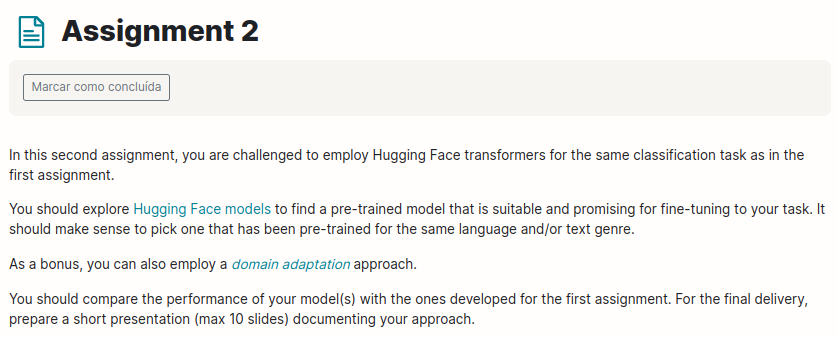 Assignment 2
Marcar como concluída
In this second assignment, you are challenged to employ Hugging Face transformers for the same classification task as in the
first assignment.
You should explore Hugging Face models to find a pre-trained model that is suitable and promising for fine-tuning to your task. It
should make sense to pick one that has been pre-trained for the same language and/or text genre.
As a bonus, you can also employ a domain adaptation approach.
You should compare the performance of your model(s) with the ones developed for the first assignment. For the final delivery,
prepare a short presentation (max 10 slides) documenting your approach.